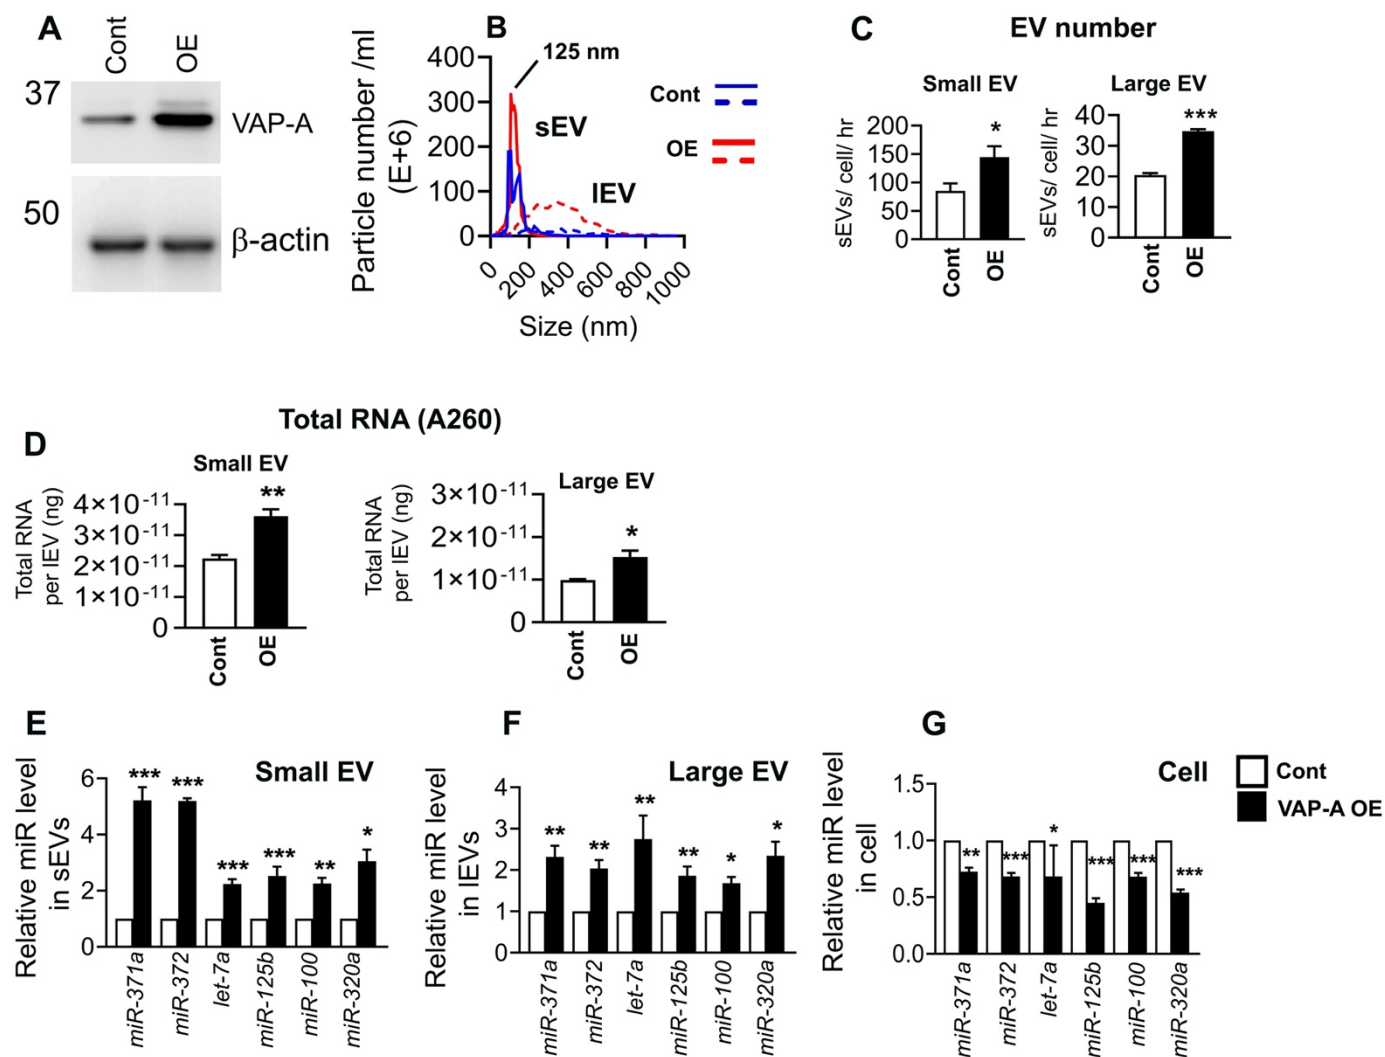 A
Cont
OE
37
VAP-A
50
β-actin
B
Particle number /ml
(E+6)
400
300
200
100
0
125 nm
sEV
lEV
Cont
OE
0
200
400
600
800
1000
Size (nm)
C
EV number
Small EV
sEVs/ cell/ hr
200
150
100
50
0
*
Cont
OE
Large EV
sEVs/ cell/ hr
40
30
20
10
0
***
Cont
OE
D
Total RNA (A260)
Small EV
Total RNA
per lEV (ng)
4×10⁻¹¹
3×10⁻¹¹
2×10⁻¹¹
1×10⁻¹¹
0
**
Cont
OE
Large EV
Total RNA
per lEV (ng)
3×10⁻¹¹
2×10⁻¹¹
1×10⁻¹¹
0
*
Cont
OE
E
Small EV
Relative miR level
in sEVs
6
4
2
0
*** *** *** *** ** *
miR-371a
miR-372
let-7a
miR-125b
miR-100
miR-320a
F
Large EV
Relative miR level
in lEVs
4
3
2
1
0
** ** ** ** * *
miR-371a
miR-372
let-7a
miR-125b
miR-100
miR-320a
G
Cell
Relative miR level
in cell
1.5
1.0
0.5
0.0
** *** * *** *** ***
miR-371a
miR-372
let-7a
miR-125b
miR-100
miR-320a
Cont
VAP-A OE